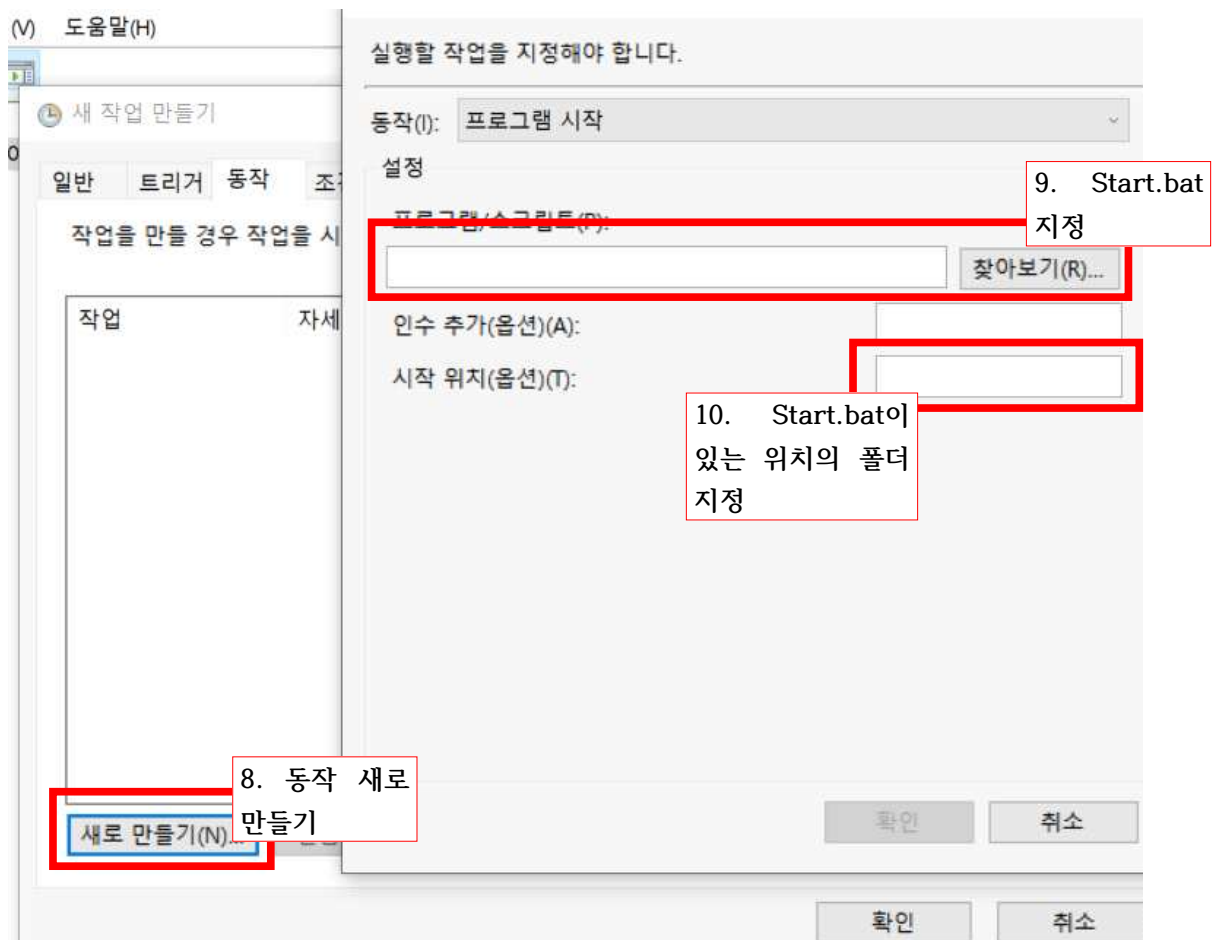 (V) 도움말(H)
새 작업 만들기
일반 트리거 동작
작업을 만들 경우 작업을 시
작업 자세
실행할 작업을 지정해야 합니다.
동작(I): 프로그램 시작
설정
프로그램/스크립트(P):
찾아보기(R)...
인수 추가(옵션)(A):
시작 위치(옵션)(T):
9. Start.bat
지정
10. Start.bat이
있는 위치의 폴더
지정
8. 동작 새로
만들기
새로 만들기(N)...
확인 취소
확인 취소